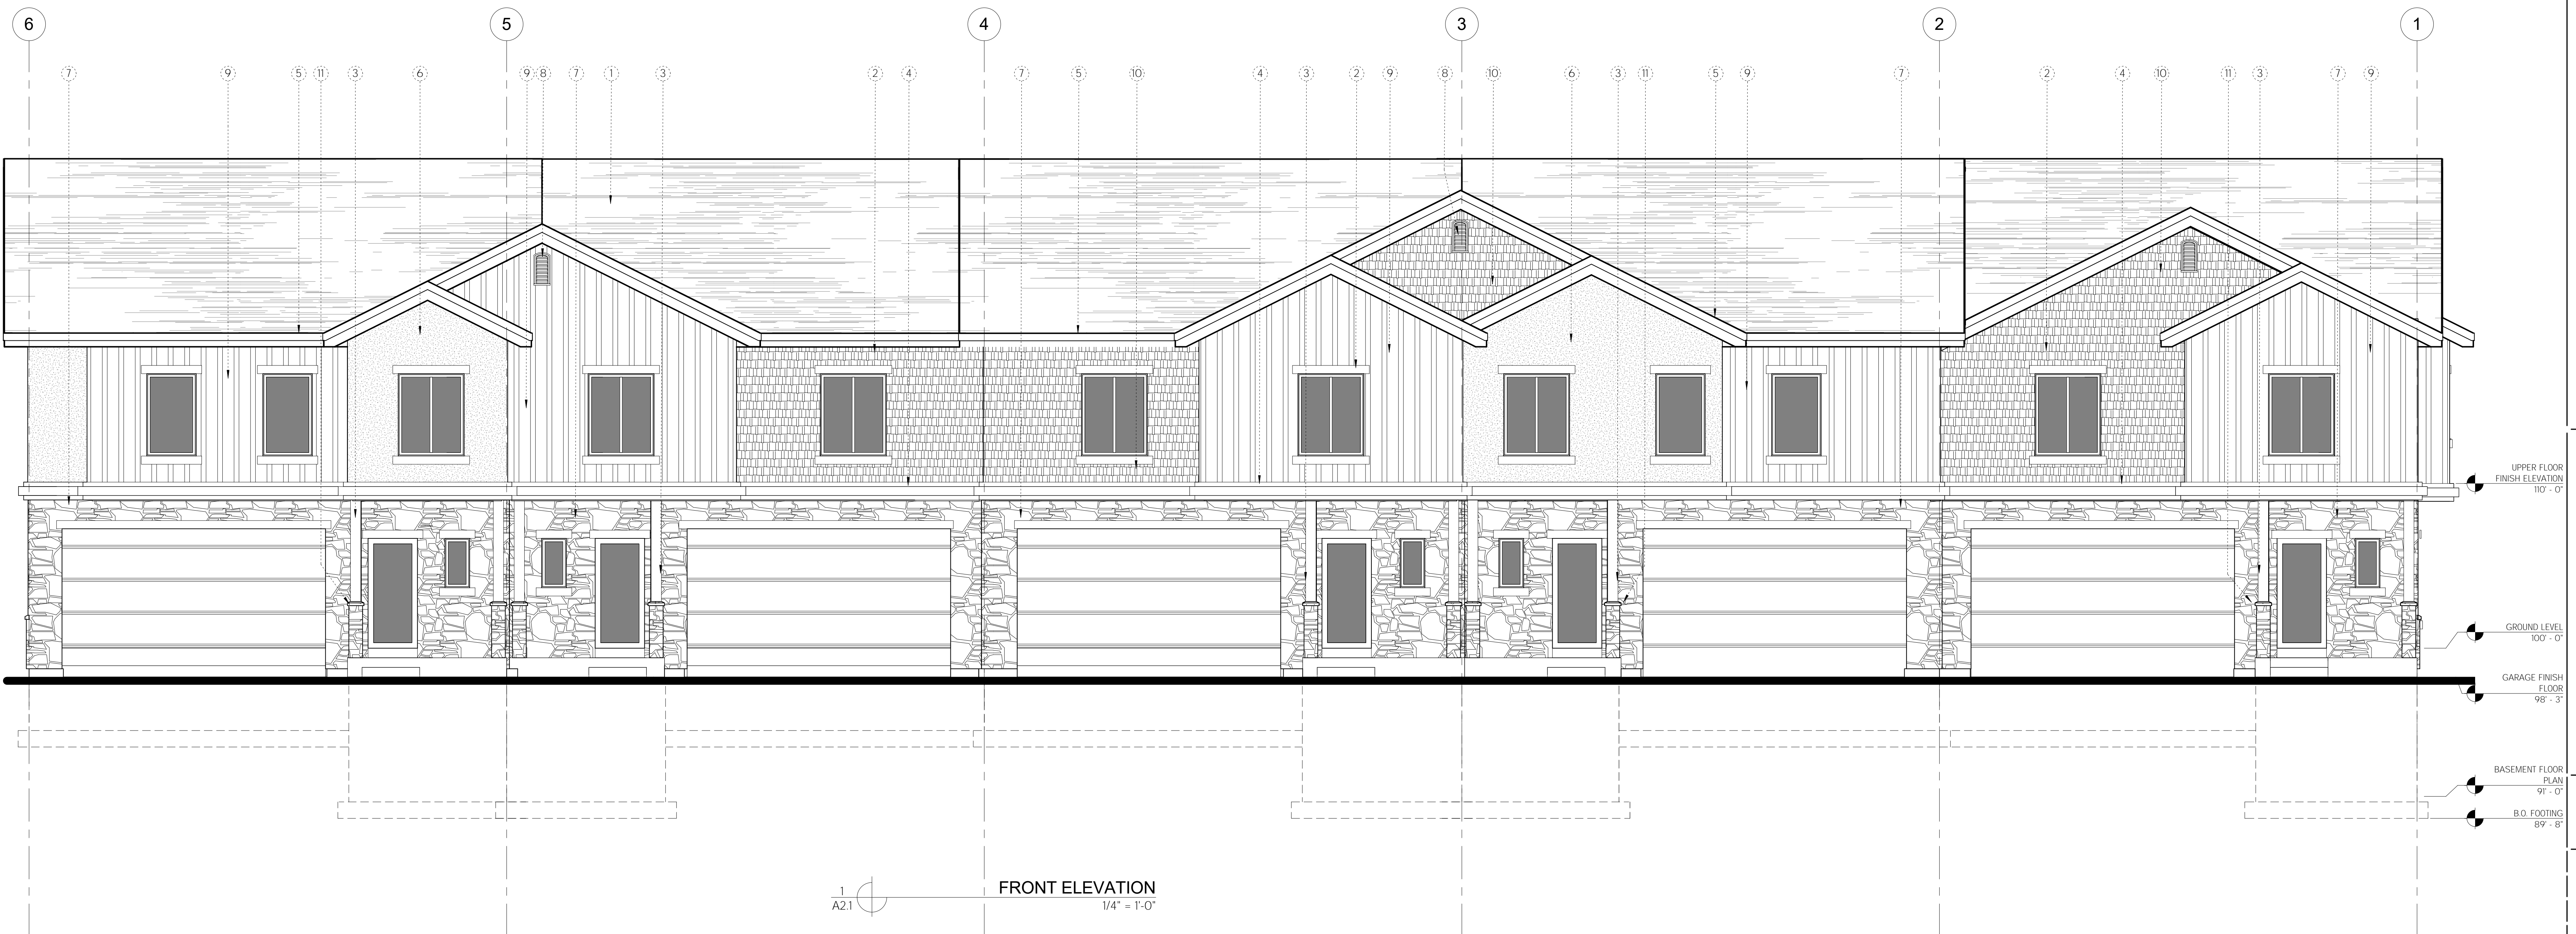 6 5 4 3 2 1
7 9 5 11 3 6 9 8 7 1 3 2 4 7 5 10 4 3 2 9 8 10 6 3 11 5 9 7 2 4 10 11 3 7 9
UPPER FLOOR
FINISH ELEVATION
110' - 0"
GROUND LEVEL
100' - 0"
GARAGE FINISH
FLOOR
98' - 3"
BASEMENT FLOOR
PLAN
91' - 0"
B.O. FOOTING
89' - 8"
1
A2.1
FRONT ELEVATION
1/4" = 1'-0"